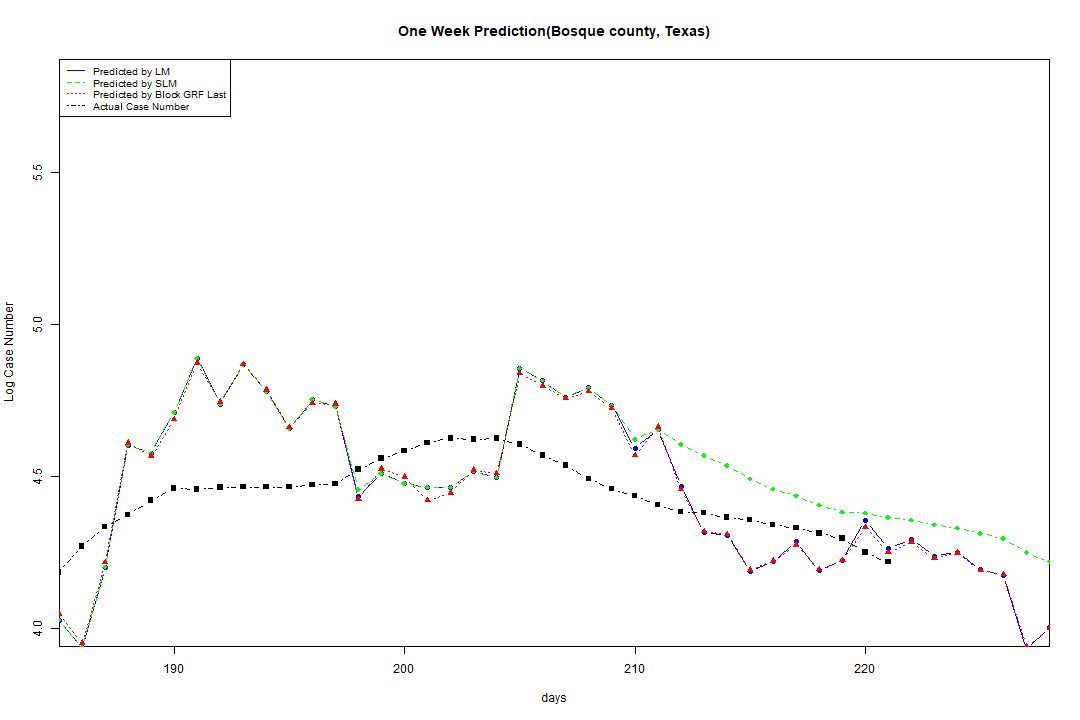 One Week Prediction(Bosque county, Texas)
Predicted by LM
Predicted by SLM
Predicted by Block GRF Last
Actual Case Number
5.5
5.0
4.5
4.0
Log Case Number
190
200
210
220
days